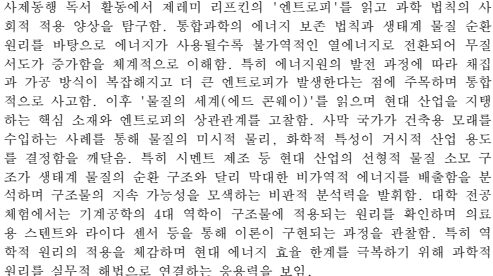 사제동행 독서 활동에서 제레미 리프킨의 '엔트로피'를 읽고 과학 법칙의 사
회적 적용 양상을 탐구함. 통합과학의 에너지 보존 법칙과 생태계 물질 순환
원리를 바탕으로 에너지가 사용될수록 불가역적인 열에너지로 전환되어 무질
서도가 증가함을 체계적으로 이해함. 특히 에너지원의 발전 과정에 따라 채집
과 가공 방식이 복잡해지고 더 큰 엔트로피가 발생한다는 점에 주목하며 통합
적으로 사고함. 이후 '물질의 세계(에드 콘웨이)'를 읽으며 현대 산업을 지탱
하는 핵심 소재와 엔트로피의 상관관계를 고찰함. 사막 국가가 건축용 모래를
수입하는 사례를 통해 물질의 미시적 물리, 화학적 특성이 거시적 산업 용도
를 결정함을 깨달음. 특히 시멘트 제조 등 현대 산업의 선형적 물질 소모 구
조가 생태계 물질의 순환 구조와 달리 막대한 비가역적 에너지를 배출함을 분
석하며 구조물의 지속 가능성을 모색하는 비판적 분석력을 발휘함. 대학 전공
체험에서는 기계공학의 4대 역학이 구조물에 적용되는 원리를 확인하며 의료
용 스텐트와 라이다 센서 등을 통해 이론이 구현되는 과정을 관찰함. 특히 역
학적 원리의 적용을 체감하며 현대 에너지 효율 한계를 극복하기 위해 과학적
원리를 실무적 해법으로 연결하는 응용력을 보임.